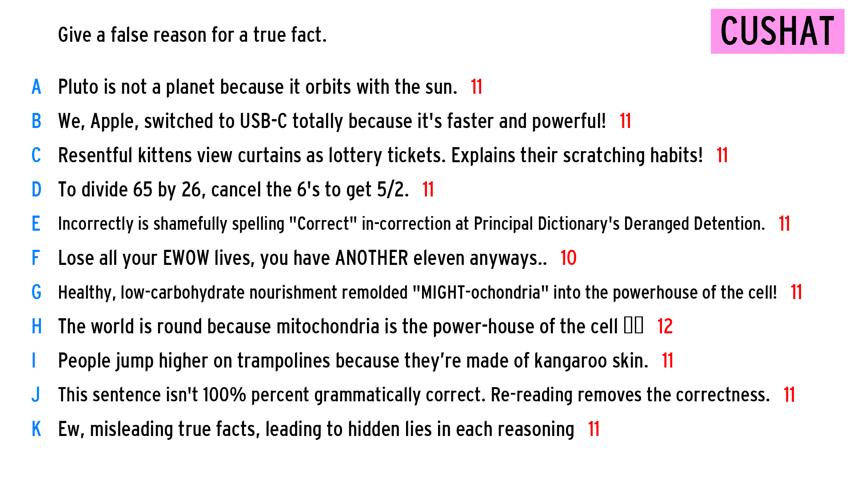 Give a false reason for a true fact.
CUSHAT
A Pluto is not a planet because it orbits with the sun. 11
B We, Apple, switched to USB-C totally because it's faster and powerful! 11
C Resentful kittens view curtains as lottery tickets. Explains their scratching habits! 11
D To divide 65 by 26, cancel the 6's to get 5/2. 11
E Incorrectly is shamefully spelling "Correct" in-correction at Principal Dictionary's Deranged Detention. 11
F Lose all your EWOW lives, you have ANOTHER eleven anyways.. 10
G Healthy, low-carbohydrate nourishment remolded "MIGHT-ochondria" into the powerhouse of the cell! 11
H The world is round because mitochondria is the power-house of the cell 12
I People jump higher on trampolines because they’re made of kangaroo skin. 11
J This sentence isn't 100% percent grammatically correct. Re-reading removes the correctness. 11
K Ew, misleading true facts, leading to hidden lies in each reasoning 11